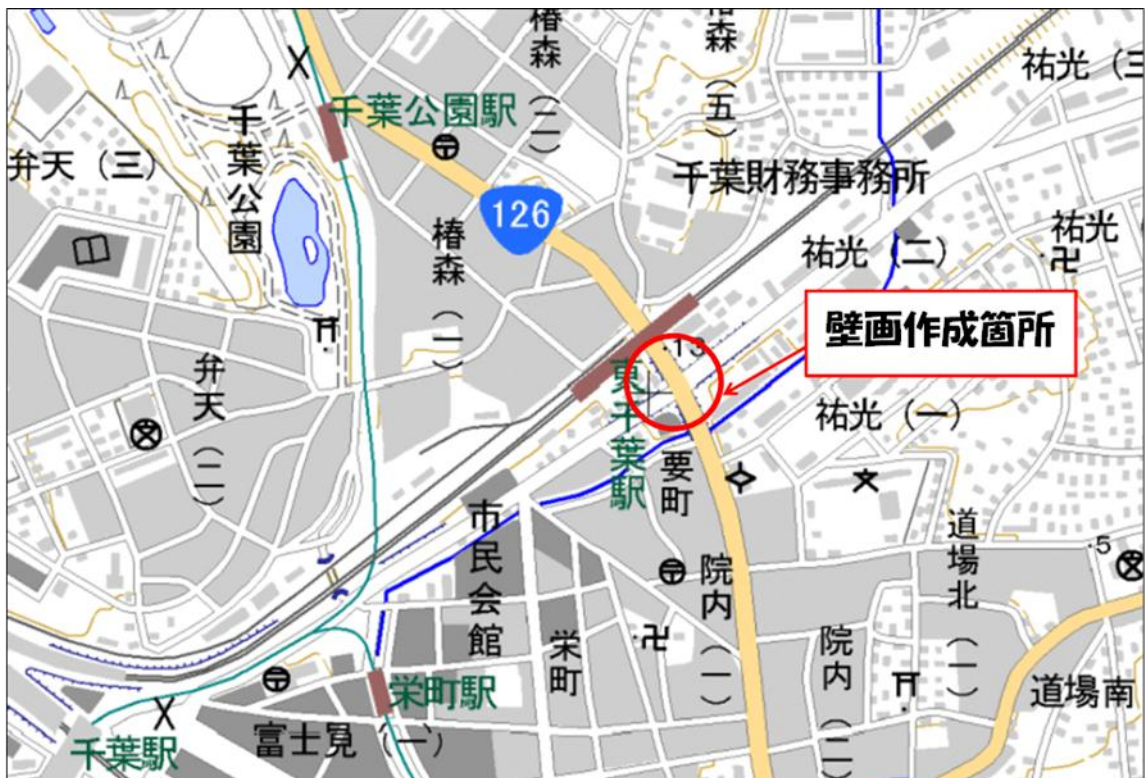 椿森(二)
椿森(五)
祐光(三
千葉公園駅
千葉公園
弁天(三)
千葉財務事務所
126
椿森(一)
祐光(二)
祐光
壁画作成箇所
・13
東千葉駅
弁天(二)
祐光(一)
要町
市民会館
道場北(一)
・5
院内(一)
栄町
院内(二)
栄町駅
道場南
富士見(一)
千葉駅